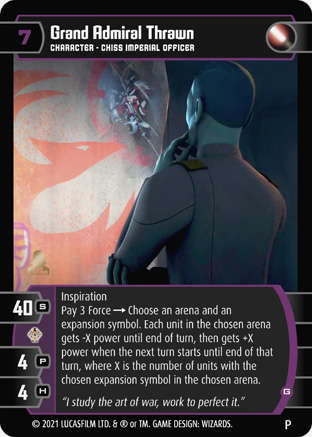 7
Grand Admiral Thrawn
CHARACTER - CHISS IMPERIAL OFFICER
40 S
4 P
4 H
Inspiration
Pay 3 Force → Choose an arena and an
expansion symbol. Each unit in the chosen arena
gets -X power until end of turn, then gets +X
power when the next turn starts until end of that
turn, where X is the number of units with the
chosen expansion symbol in the chosen arena.
G
"I study the art of war, work to perfect it."
© 2021 LUCASFILM LTD. & ® or TM. GAME DESIGN: WIZARDS.
P